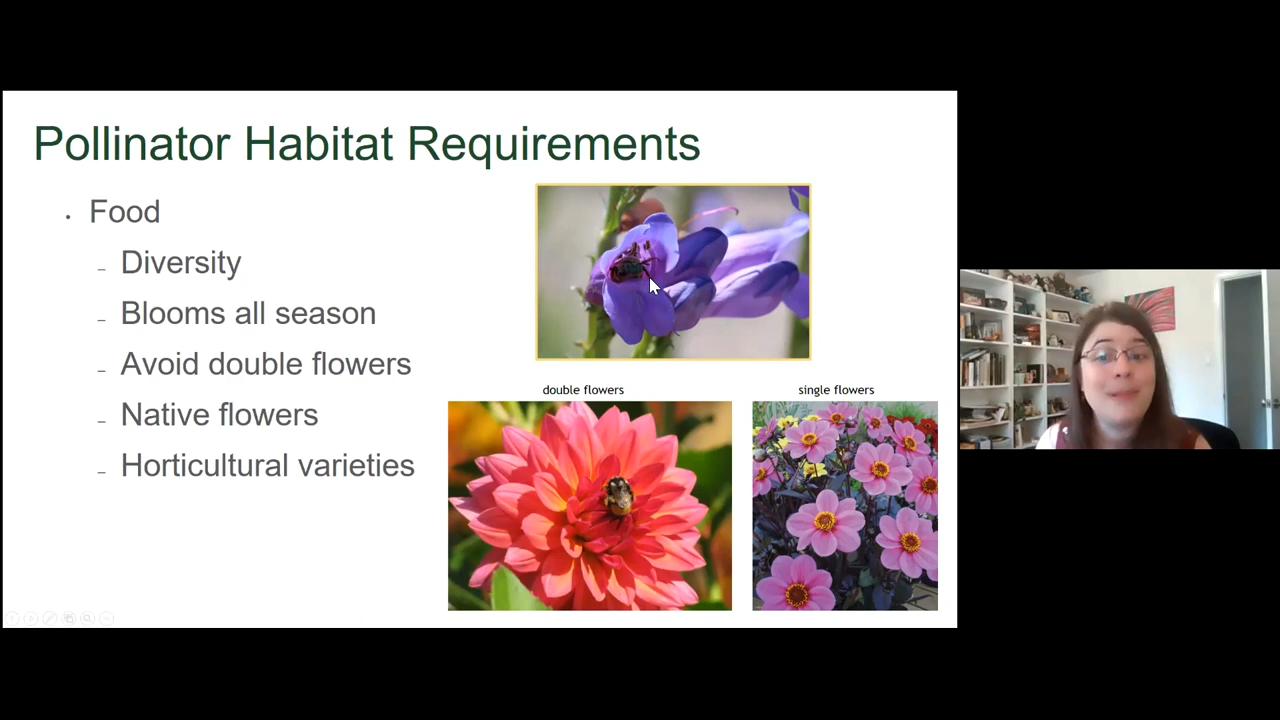 Pollinator Habitat Requirements
• Food
– Diversity
– Blooms all season
– Avoid double flowers
– Native flowers
– Horticultural varieties
double flowers
single flowers